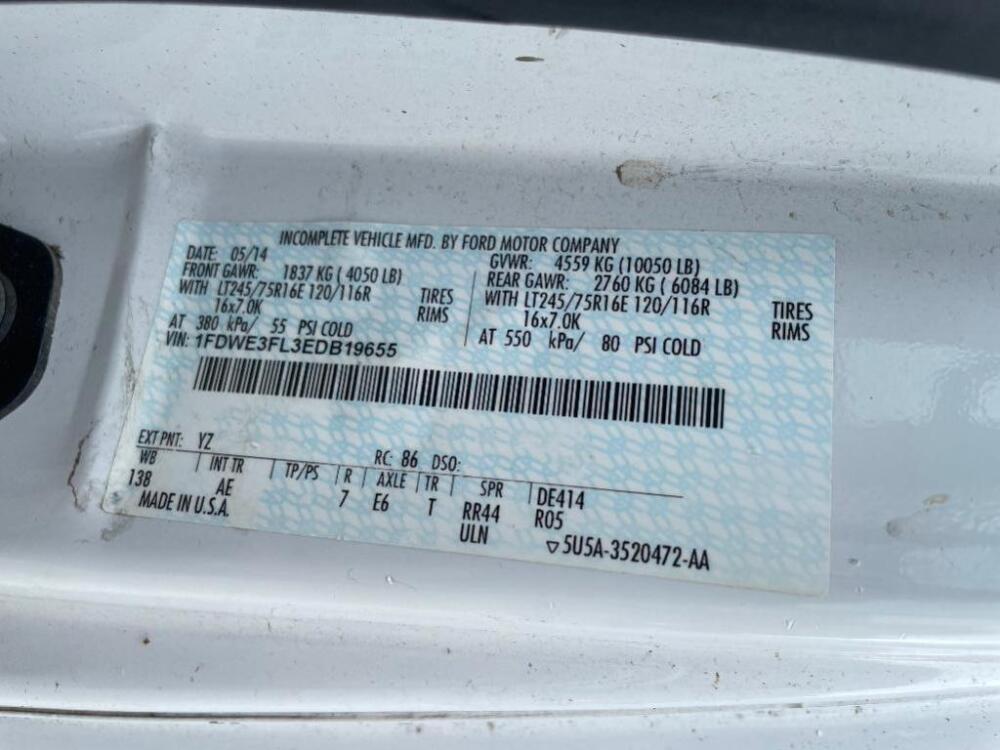 INCOMPLETE VEHICLE MFD. BY FORD MOTOR COMPANY
DATE: 05/14 GVWR: 4559 KG (10050 LB)
FRONT GAWR: 1837 KG ( 4050 LB) REAR GAWR: 2760 KG ( 6084 LB)
WITH LT245/75R16E 120/116R TIRES WITH LT245/75R16E 120/116R TIRES
16x7.0K RIMS 16x7.0K RIMS
AT 380 kPa/ 55 PSI COLD AT 550 kPa/ 80 PSI COLD
VIN: 1FDWE3FL3EDB19655
EXT PNT: YZ RC: 86 DSO:
WB INT TR TP/PS R AXLE TR SPR DE414
138 AE 7 E6 T RR44 R05
MADE IN U.S.A. ULN ▽5U5A-3520472-AA